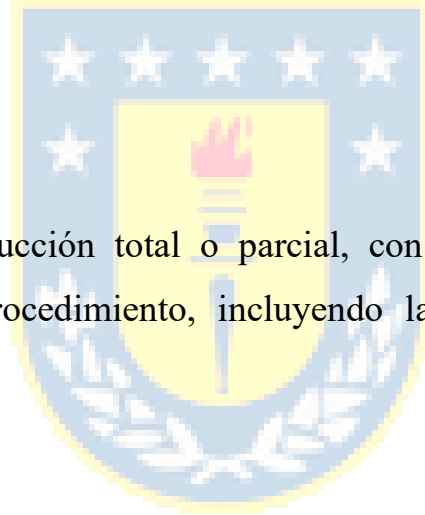 ucción total o parcial, con
rocedimiento, incluyendo la